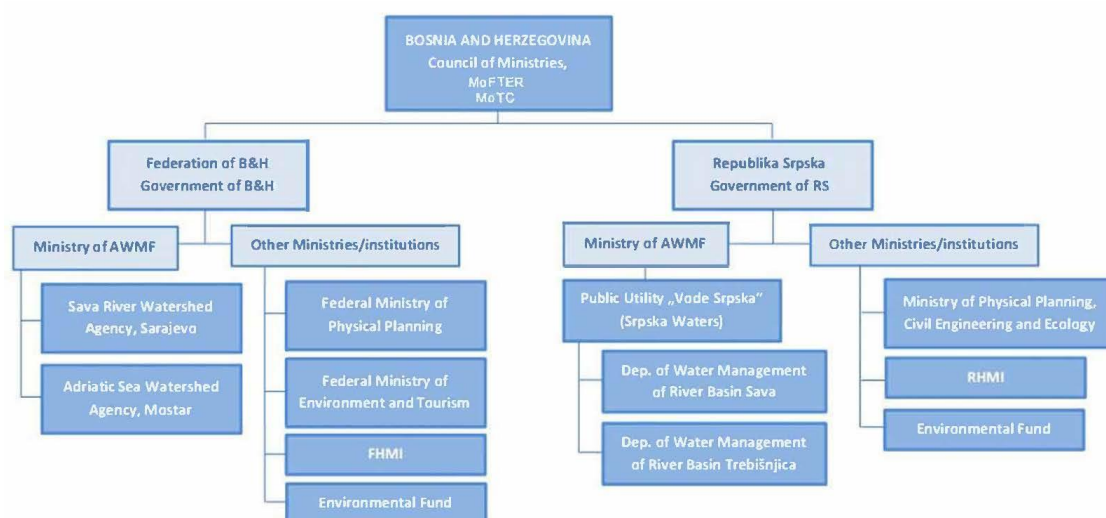 BOSNIA AND HERZEGOVINA
Council of Ministries,
MoFTER
MoTC
Federation of B&H
Government of B&H
Republika Srpska
Government of RS
Ministry of AWMF
Other Ministries/institutions
Ministry of AWMF
Other Ministries/institutions
Sava River Watershed
Agency, Sarajevo
Adriatic Sea Watershed
Agency, Mostar
Federal Ministry of
Physical Planning
Federal Ministry of
Environment and Tourism
FHMI
Environmental Fund
Public Utility „Vode Srpska"
(Srpska Waters)
Dep. of Water Management
of River Basin Sava
Dep. of Water Management
of River Basin Trebišnjica
Ministry of Physical Planning,
Civil Engineering and Ecology
RHMI
Environmental Fund